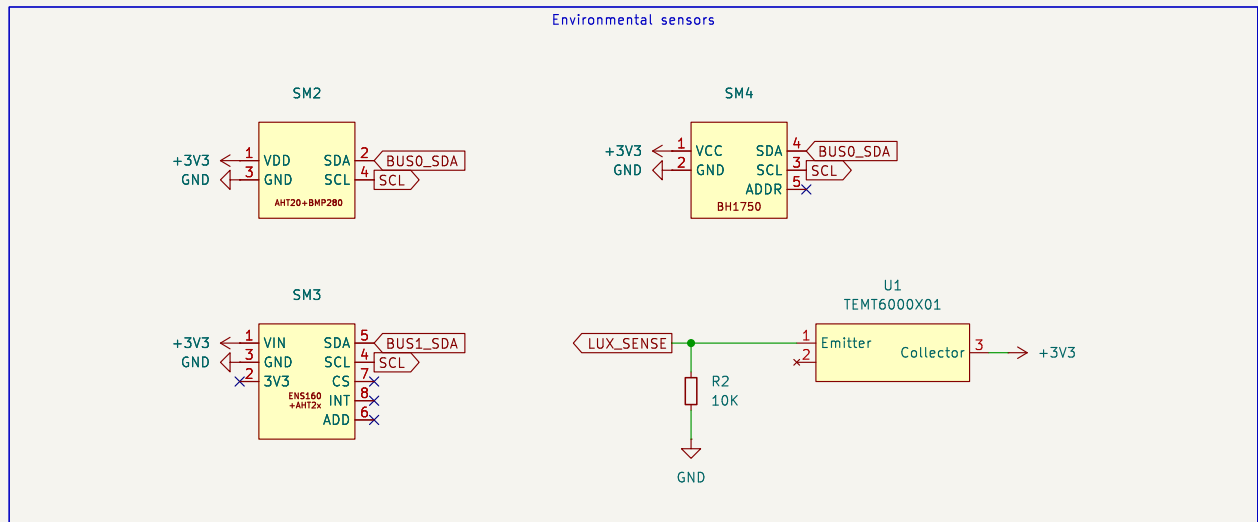 Environmental sensors
SM2
+3V3 1 VDD SDA 2 BUS0_SDA
GND 3 GND SCL 4 SCL
AHT20+BMP280
SM4
+3V3 1 VCC SDA 4 BUS0_SDA
GND 2 GND SCL 3 SCL
ADDR 5
BH1750
SM3
+3V3 1 VIN SDA 5 BUS1_SDA
GND 3 GND SCL 4 SCL
2 3V3 CS 7
ENS160
+AHT2x
INT 8
ADD 6
U1
TEMT6000X01
LUX_SENSE 1 Emitter
2
Collector 3 +3V3
R2
10K
GND